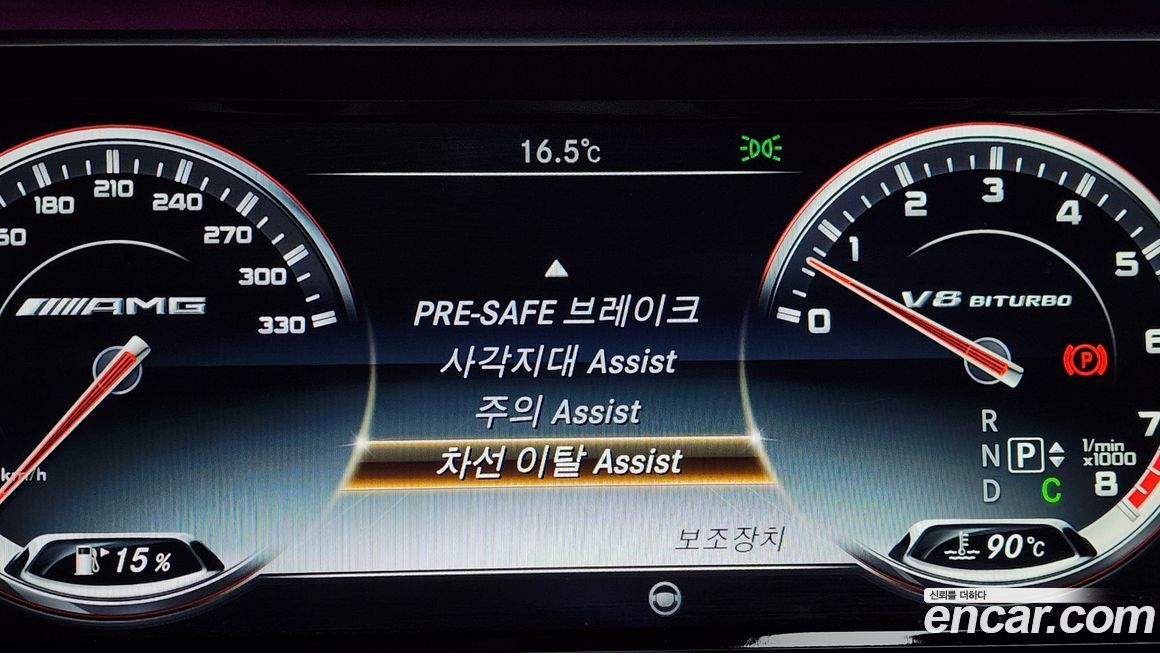 16.5°C
180
210
240
270
300
330
AMG
km/h
15 %
PRE-SAFE 브레이크
사각지대 Assist
주의 Assist
차선 이탈 Assist
보조장치
0
1
2
3
4
5
6
7
8
V8 BITURBO
P
R
N P
D C
1/min
x1000
90 °C
신뢰를 더하다
encar.com